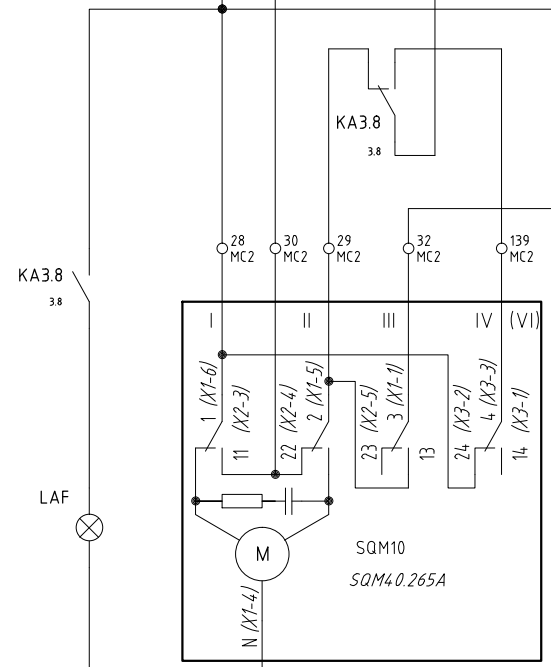 KA3.8
3.8
28
MC2
30
MC2
29
MC2
32
MC2
139
MC2
KA3.8
3.8
I
II
III
IV
(VI)
1 (X1-6)
11 (X2-3)
22 (X2-4)
2 (X1-5)
23 (X2-5)
3 (X1-1)
13
24 (X3-2)
4 (X3-3)
14 (X3-1)
LAF
M
SQM10
SQM40.265A
N (X1-4)